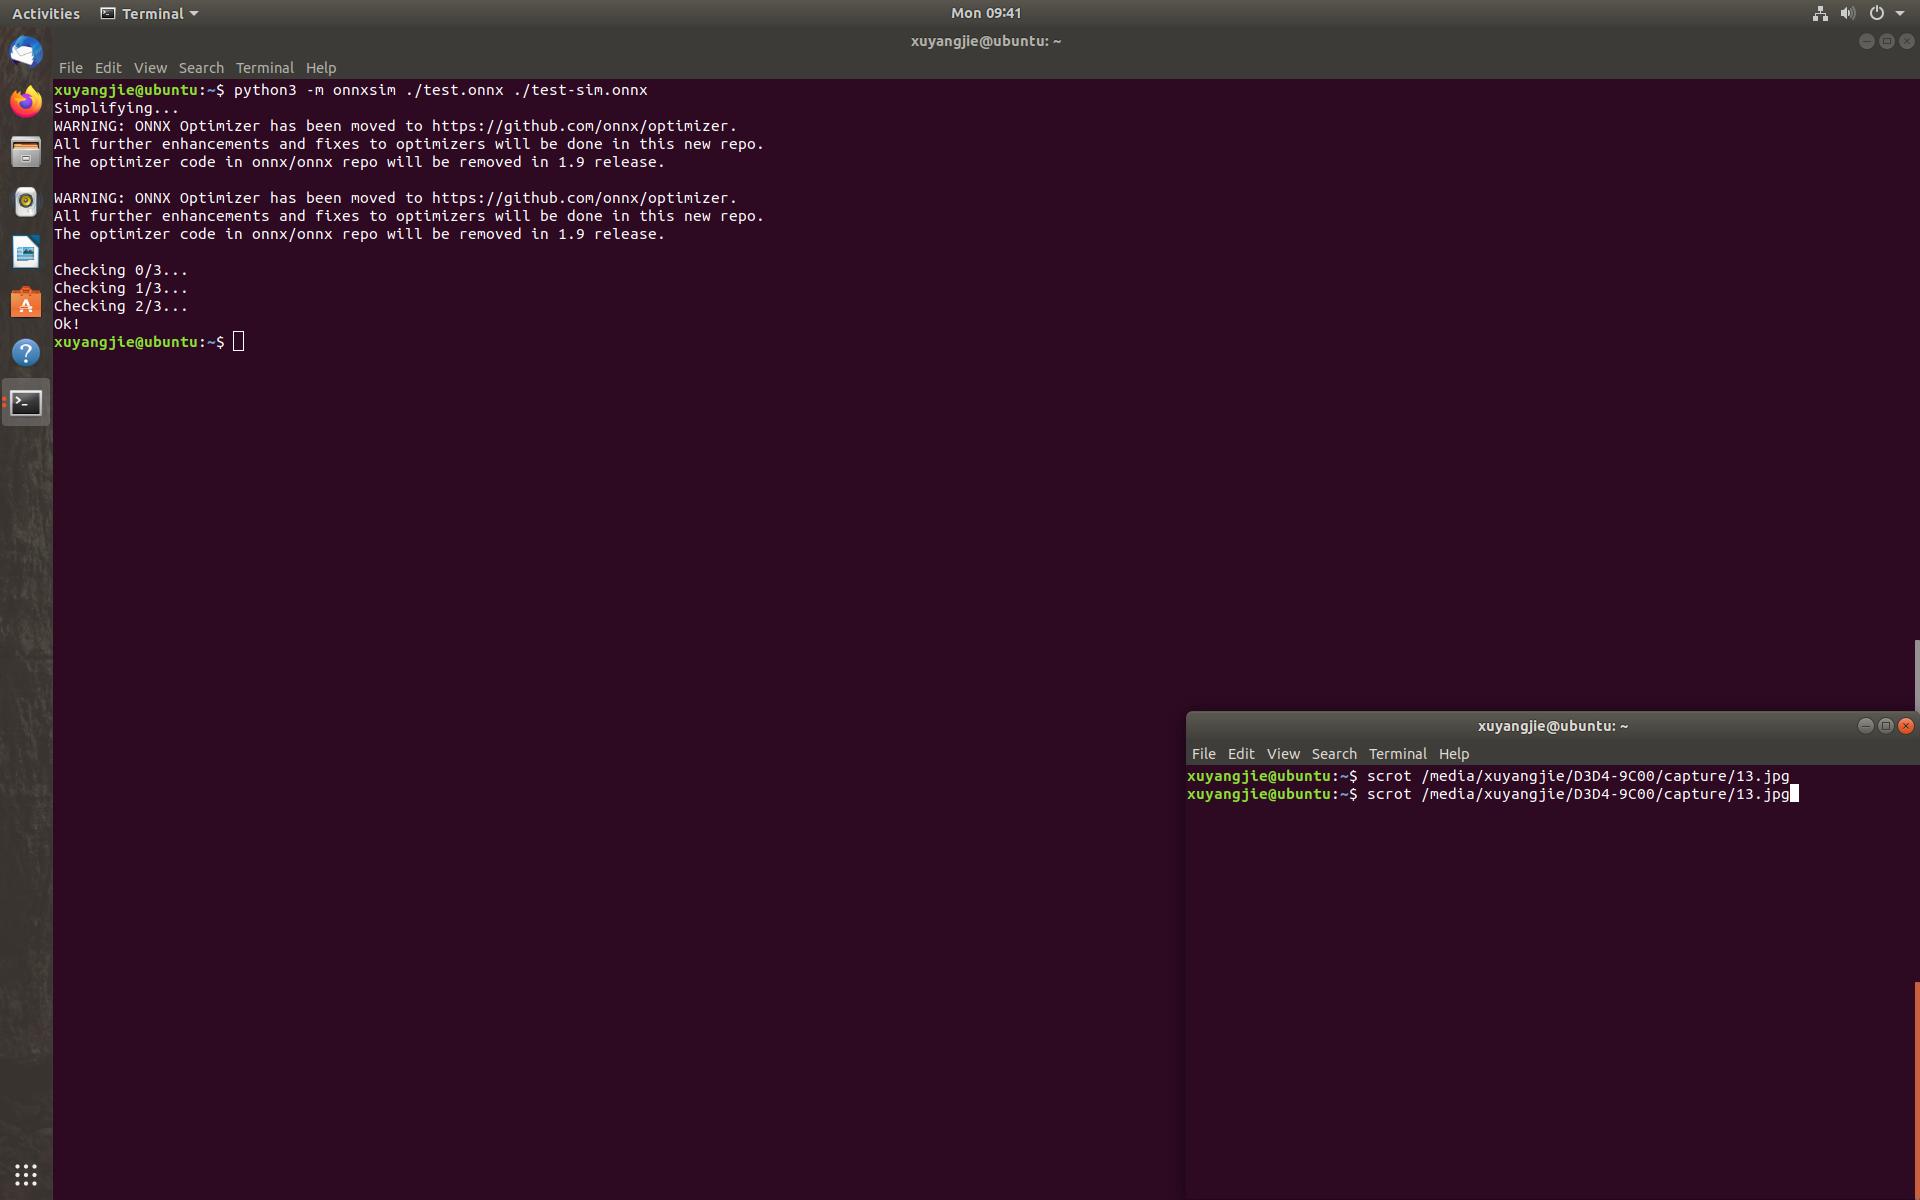 Activities Terminal Mon 09:41
xuyangjie@ubuntu: ~
File Edit View Search Terminal Help
xuyangjie@ubuntu:~$ python3 -m onnxsim ./test.onnx ./test-sim.onnx
Simplifying...
WARNING: ONNX Optimizer has been moved to https://github.com/onnx/optimizer.
All further enhancements and fixes to optimizers will be done in this new repo.
The optimizer code in onnx/onnx repo will be removed in 1.9 release.
WARNING: ONNX Optimizer has been moved to https://github.com/onnx/optimizer.
All further enhancements and fixes to optimizers will be done in this new repo.
The optimizer code in onnx/onnx repo will be removed in 1.9 release.
Checking 0/3...
Checking 1/3...
Checking 2/3...
Ok!
xuyangjie@ubuntu:~$
xuyangjie@ubuntu: ~
File Edit View Search Terminal Help
xuyangjie@ubuntu:~$ scrot /media/xuyangjie/D3D4-9C00/capture/13.jpg
xuyangjie@ubuntu:~$ scrot /media/xuyangjie/D3D4-9C00/capture/13.jpg